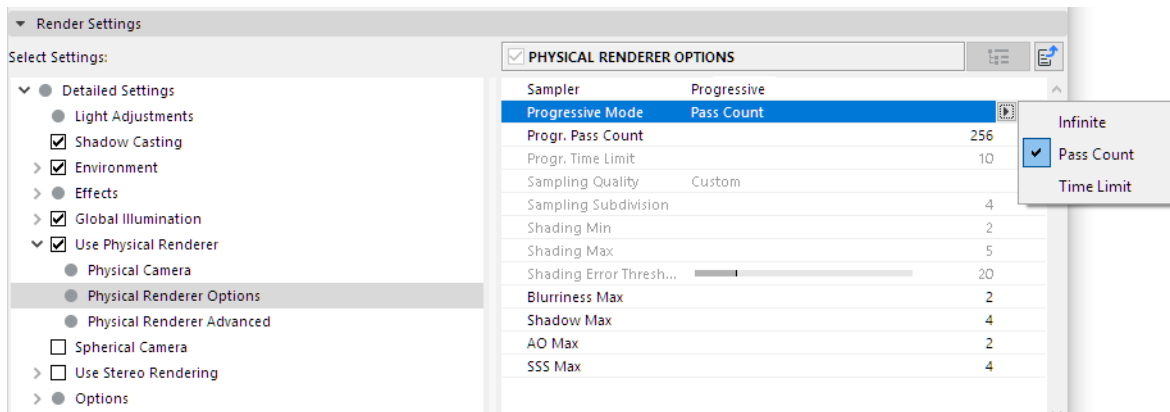 Render Settings
Select Settings:
Detailed Settings
Light Adjustments
Shadow Casting
Environment
Effects
Global Illumination
Use Physical Renderer
Physical Camera
Physical Renderer Options
Physical Renderer Advanced
Spherical Camera
Use Stereo Rendering
Options
PHYSICAL RENDERER OPTIONS
Sampler Progressive
Progressive Mode Pass Count
Progr. Pass Count 256
Progr. Time Limit 10
Sampling Quality Custom
Sampling Subdivision 4
Shading Min 2
Shading Max 5
Shading Error Thresh... 20
Blurriness Max 2
Shadow Max 4
AO Max 2
SSS Max 4
Infinite
Pass Count
Time Limit